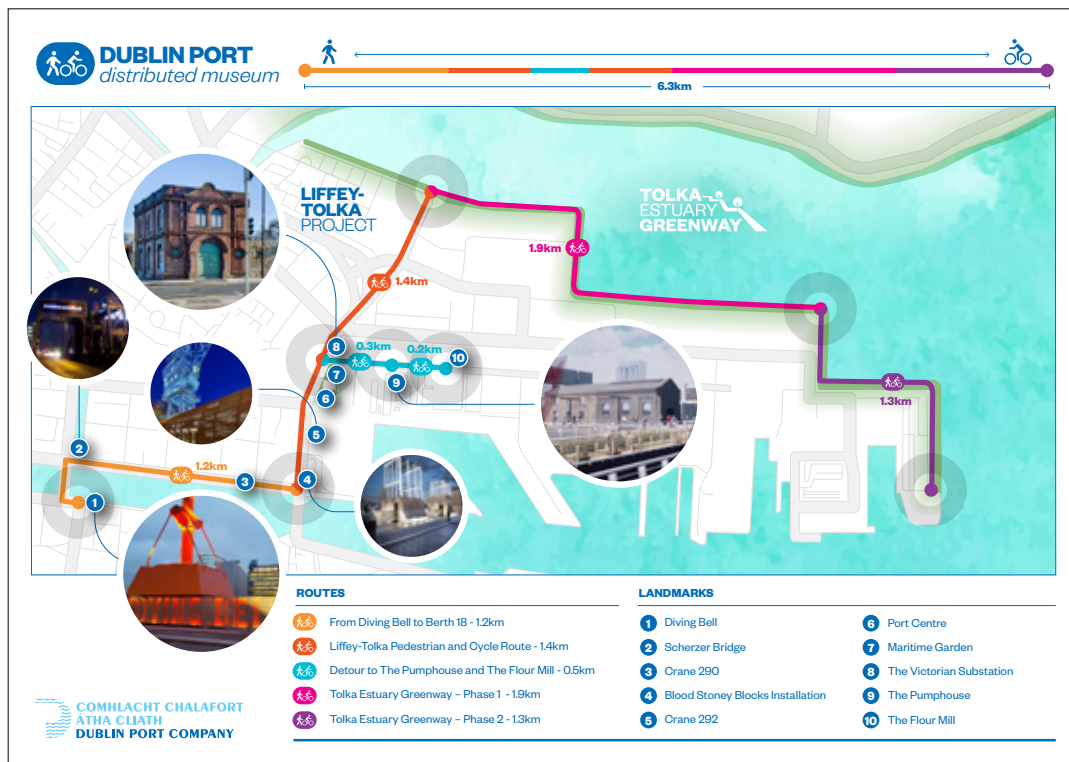 DUBLIN PORT
distributed museum
6.3km
LIFFEY-
TOLKA
PROJECT
TOLKA
ESTUARY
GREENWAY
1.9km
1.4km
8
0.3km
0.2km
10
7
9
6
1.3km
5
2
1.2km
3
4
1
DIVING BEL
ROUTES
From Diving Bell to Berth 18 - 1.2km
Liffey-Tolka Pedestrian and Cycle Route - 1.4km
Detour to The Pumphouse and The Flour Mill - 0.5km
Tolka Estuary Greenway – Phase 1 - 1.9km
Tolka Estuary Greenway – Phase 2 - 1.3km
LANDMARKS
1 Diving Bell
2 Scherzer Bridge
3 Crane 290
4 Blood Stoney Blocks Installation
5 Crane 292
6 Port Centre
7 Maritime Garden
8 The Victorian Substation
9 The Pumphouse
10 The Flour Mill
COMHLACHT CHALAFORT
ÁTHA CLIATH
DUBLIN PORT COMPANY